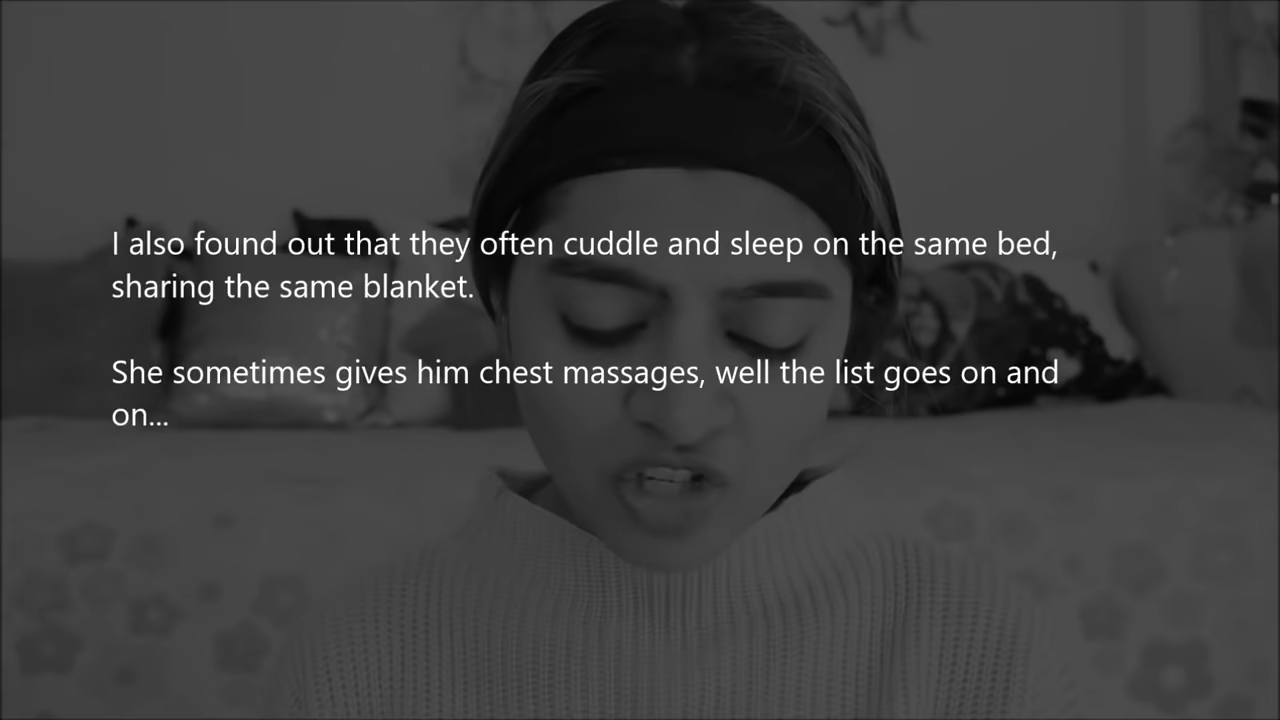 I also found out that they often cuddle and sleep on the same bed,
sharing the same blanket.
She sometimes gives him chest massages, well the list goes on and
on...